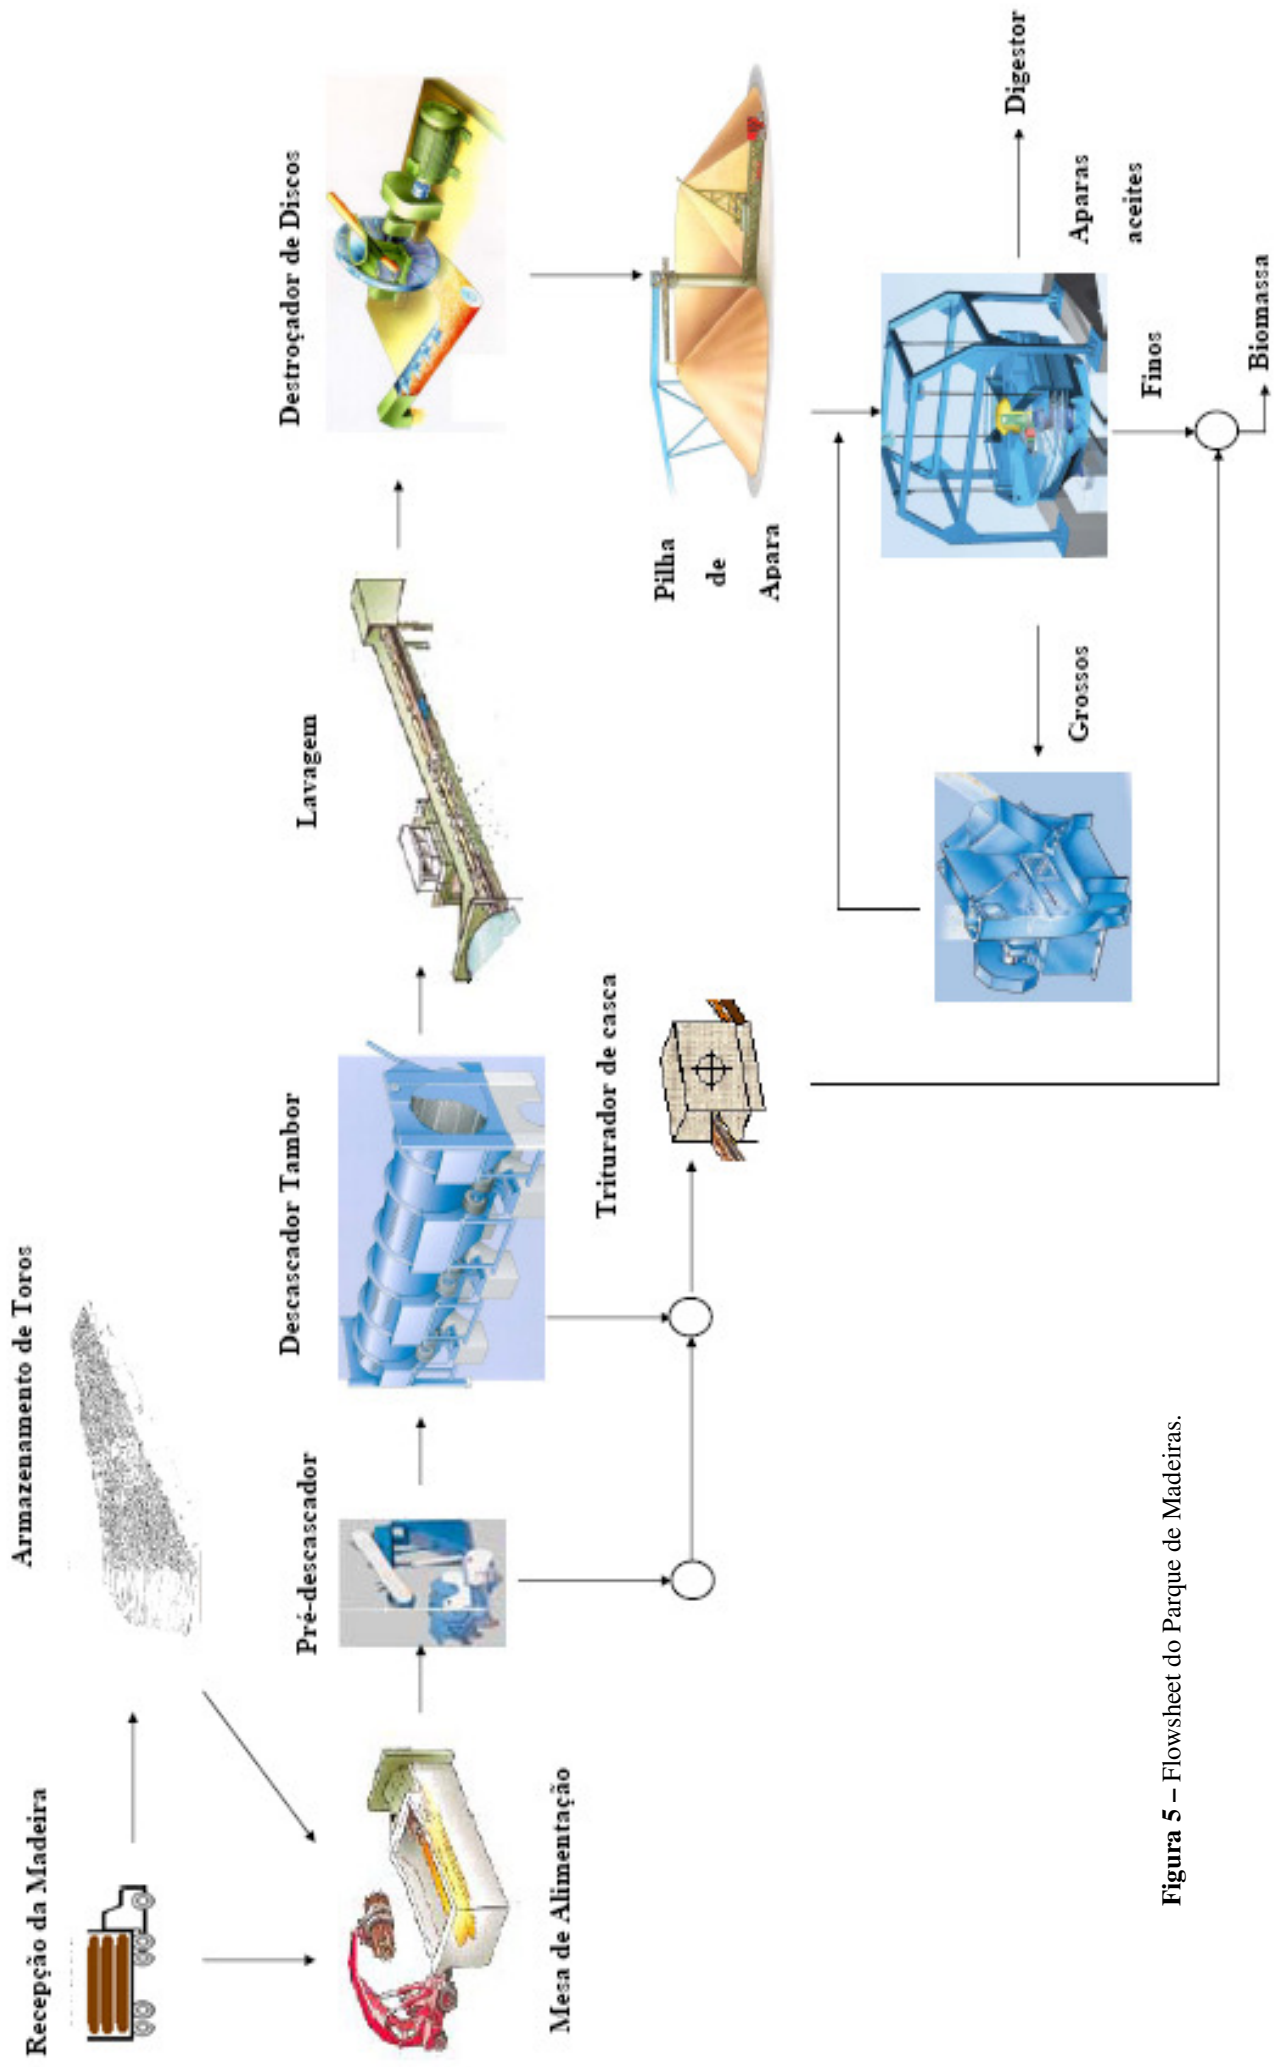 Recepção da Madeira
Armazenamento de Toros
Mesa de Alimentação
Pré-descascador
Descascador Tambor
Lavagem
Destroçador de Discos
Triturador de casca
Pilha
de
Apara
Grossos
Finos
Aparas
aceites
Digestor
Biomassa
Figura 5 – Flowsheet do Parque de Madeiras.